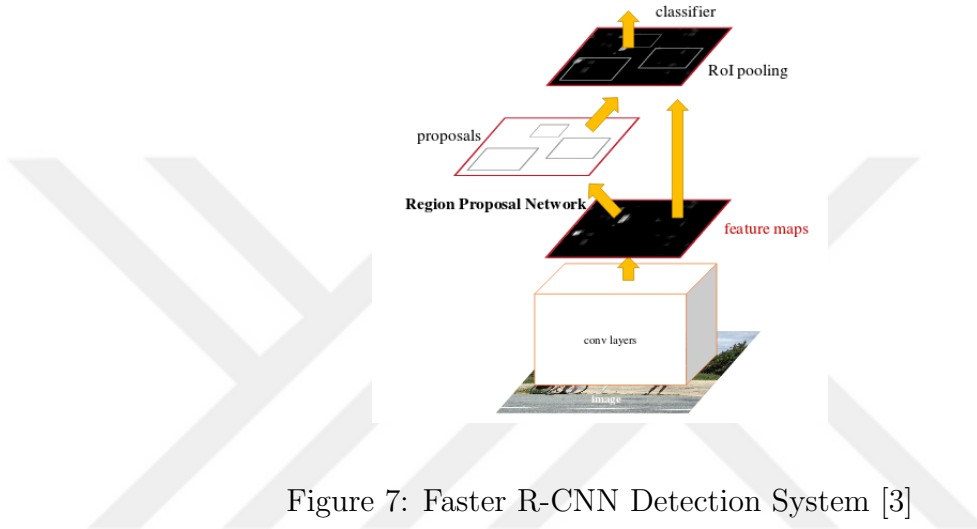 classifier
RoI pooling
proposals
Region Proposal Network
feature maps
conv layers
image
Figure 7: Faster R-CNN Detection System [3]